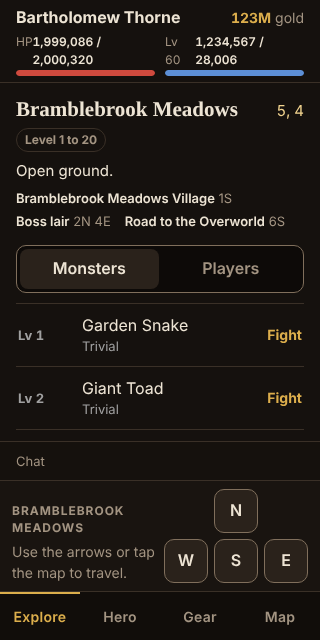 Bartholomew Thorne 123M gold
HP 1,999,086 / 2,000,320
Lv 60 1,234,567 / 28,006
Bramblebrook Meadows 5, 4
Level 1 to 20
Open ground.
Bramblebrook Meadows Village 1S
Boss lair 2N 4E Road to the Overworld 6S
Monsters Players
Lv 1 Garden Snake Fight
Trivial
Lv 2 Giant Toad Fight
Trivial
Chat
BRAMBLEBROOK
MEADOWS
Use the arrows or tap
the map to travel.
N
W S E
Explore Hero Gear Map